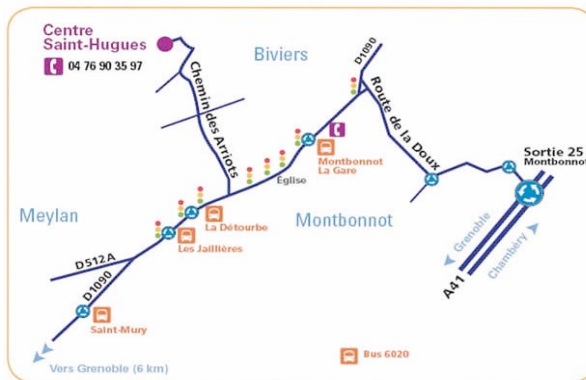 Centre
Saint-Hugues
04 76 90 35 97
Biviers
D1090
Chemin des Arriots
Route de la Doux
Sortie 25
Montbonnot
Montbonnot
La Gare
Église
Meylan
La Détourbe
Montbonnot
Les Jaillières
Grenoble
Chambéry
D512A
D1090
A41
Saint-Mury
Bus 6020
Vers Grenoble (6 km)